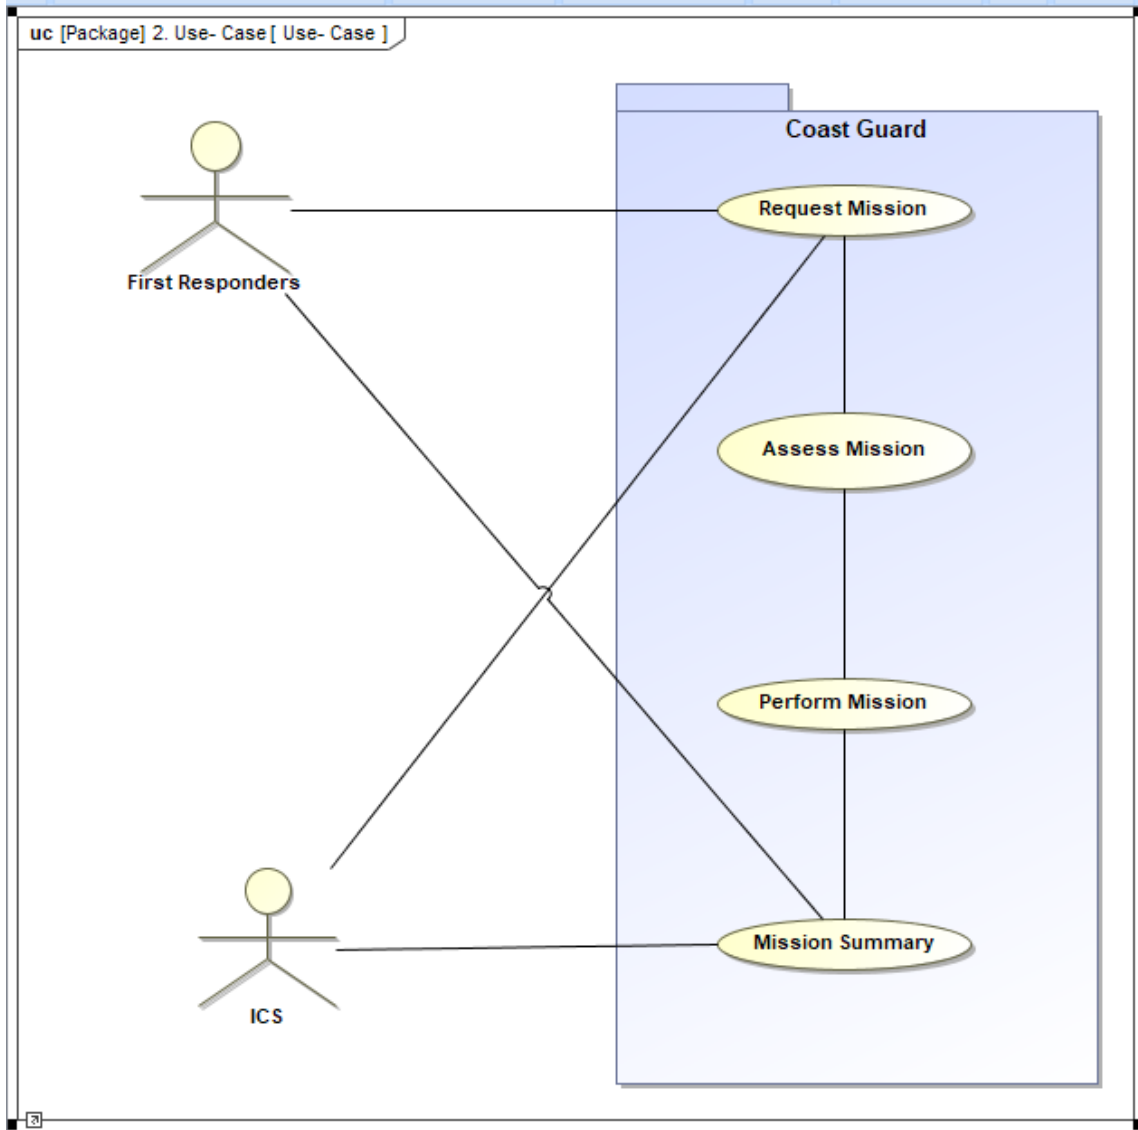 uc [Package] 2. Use- Case [ Use- Case ]
Coast Guard
Request Mission
First Responders
Assess Mission
Perform Mission
Mission Summary
ICS